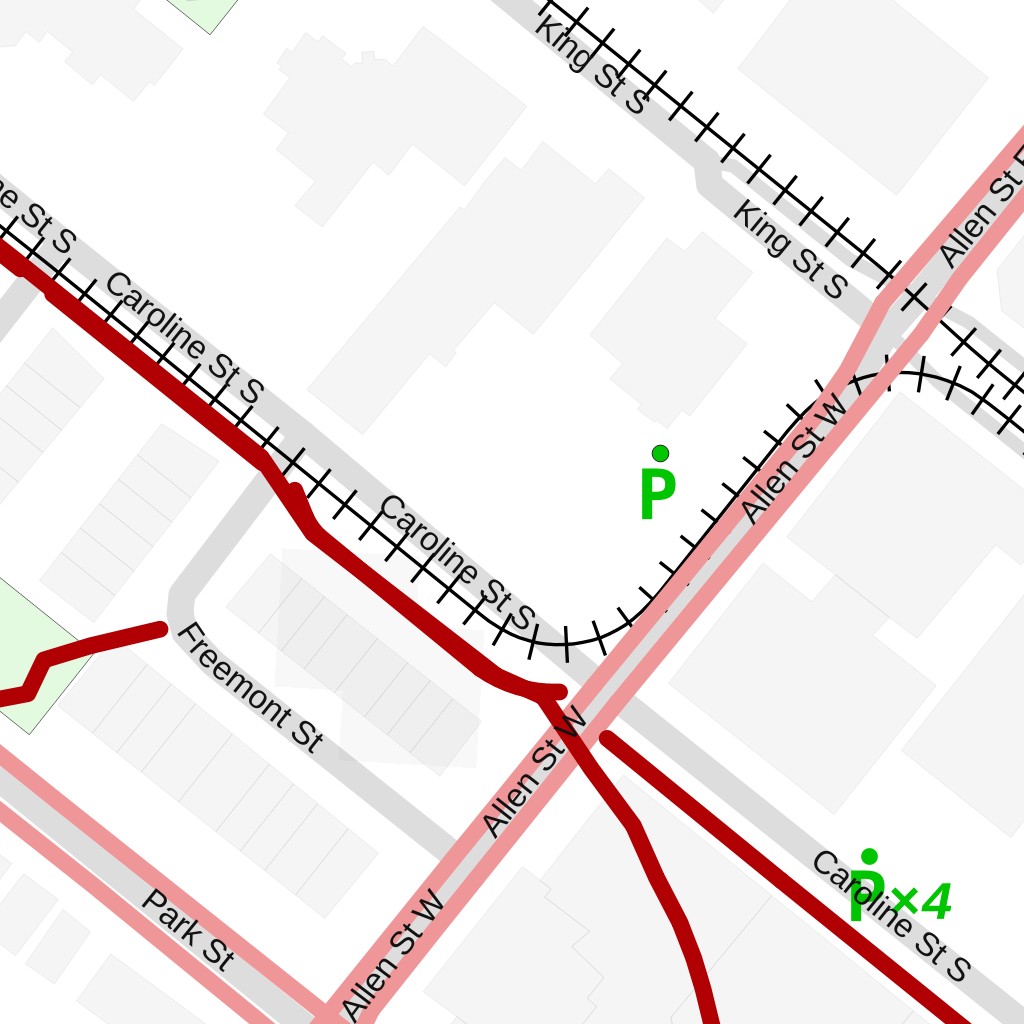 King St S
Allen St
King St S
ne St S
Caroline St S
Allen St W
P
Caroline St S
Freemont St
Allen St W
Caroline St S
P×4
Park St
Allen St W